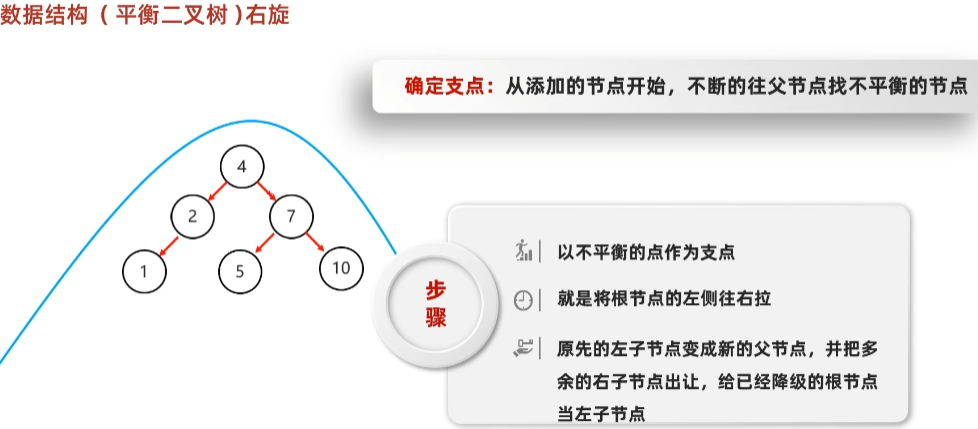 数据结构（平衡二叉树)右旋
确定支点：从添加的节点开始，不断的往父节点找不平衡的节点
4
2
7
1
5
10
步
骤
以不平衡的点作为支点
就是将根节点的左侧往右拉
原先的左子节点变成新的父节点，并把多
余的右子节点出让，给已经降级的根节点
当左子节点